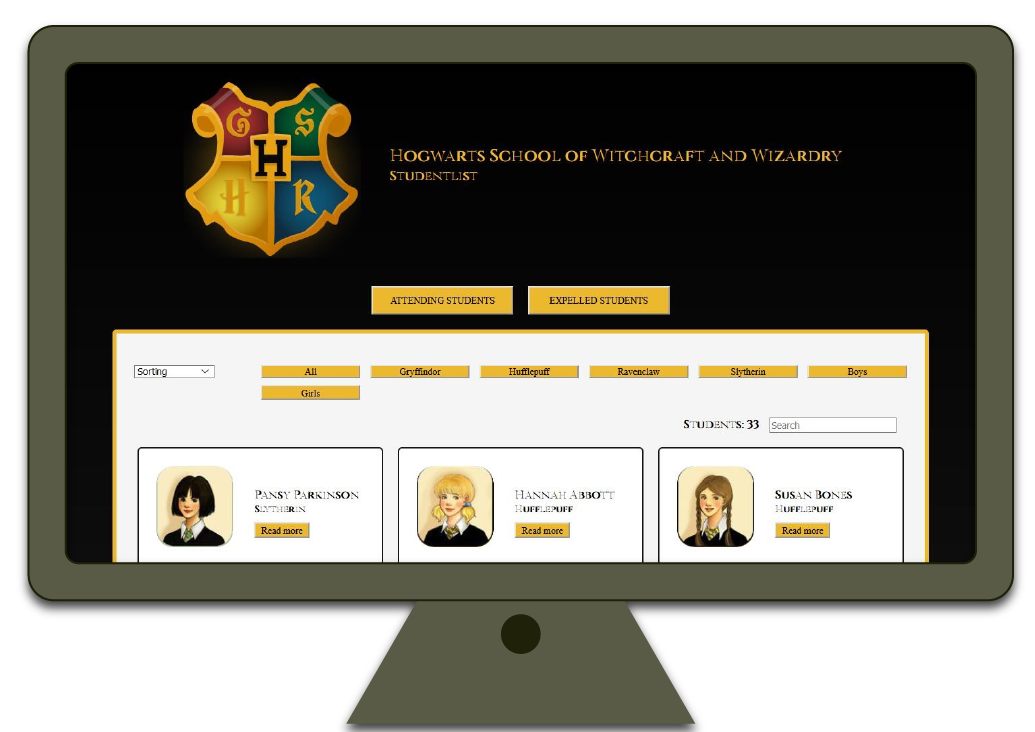 G S
H
H R
Hogwarts School of Witchcraft and Wizardry
Studentlist
ATTENDING STUDENTS EXPELLED STUDENTS
Sorting All Gryffindor Hufflepuff Ravenclaw Slytherin Boys
Girls
Students: 33 Search
Pansy Parkinson Hannah Abbott Susan Bones
Slytherin Hufflepuff Hufflepuff
Read more Read more Read more